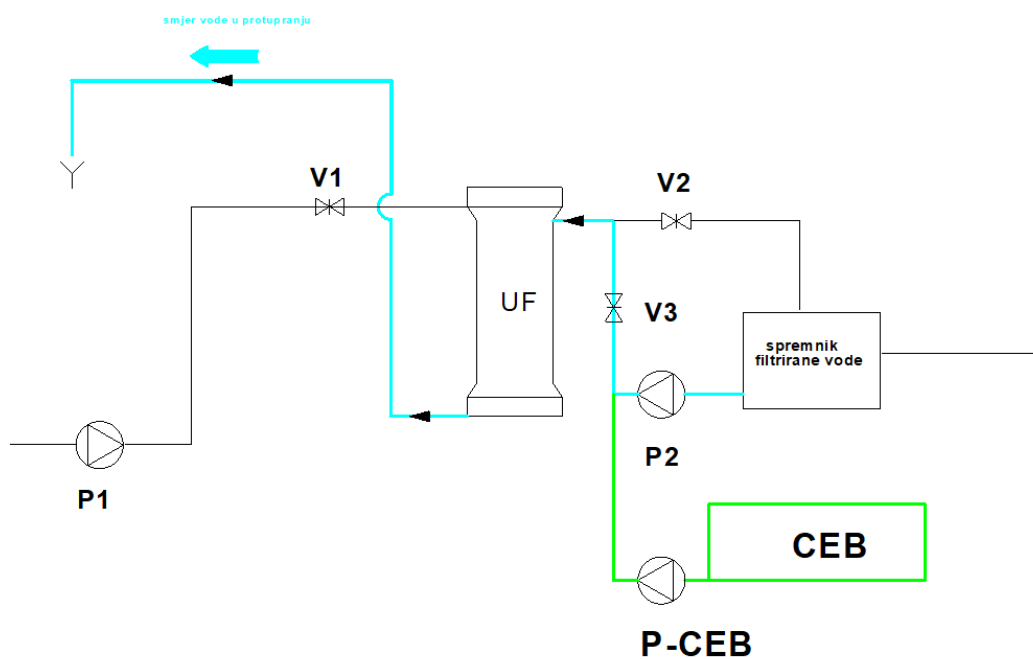 smjer vode u protupranju
V1
V2
UF
V3
spremnik
filtrirane vode
P2
P1
CEB
P-CEB